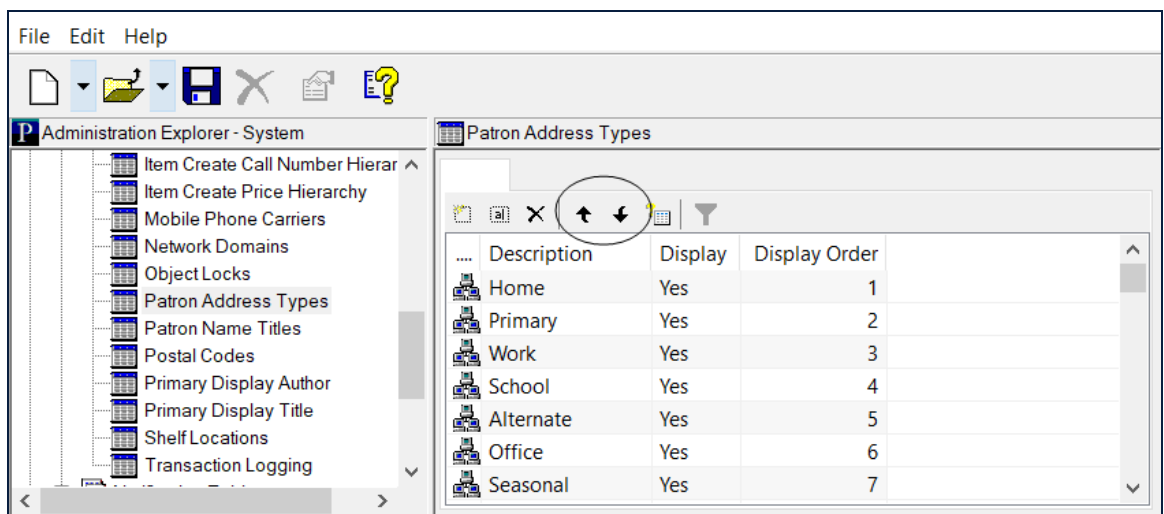 File Edit Help
P Administration Explorer - System
Item Create Call Number Hierar
Item Create Price Hierarchy
Mobile Phone Carriers
Network Domains
Object Locks
Patron Address Types
Patron Name Titles
Postal Codes
Primary Display Author
Primary Display Title
Shelf Locations
Transaction Logging
Patron Address Types
.... Description Display Display Order
Home Yes 1
Primary Yes 2
Work Yes 3
School Yes 4
Alternate Yes 5
Office Yes 6
Seasonal Yes 7